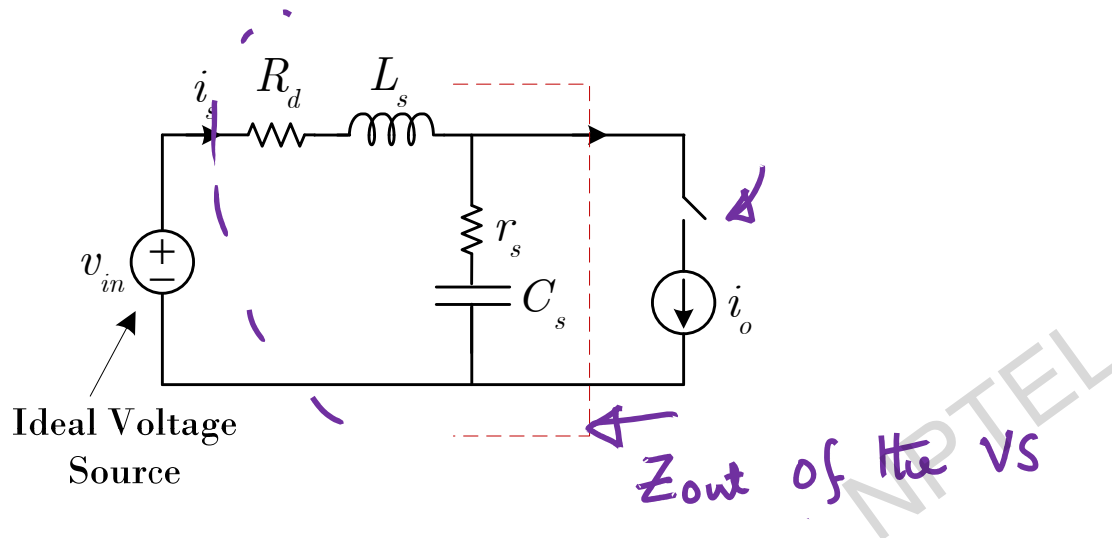 i_s R_d L_s
v_in
r_s
C_s
i_o
+
−
Ideal Voltage
Source
Zout of the VS
NPTEL